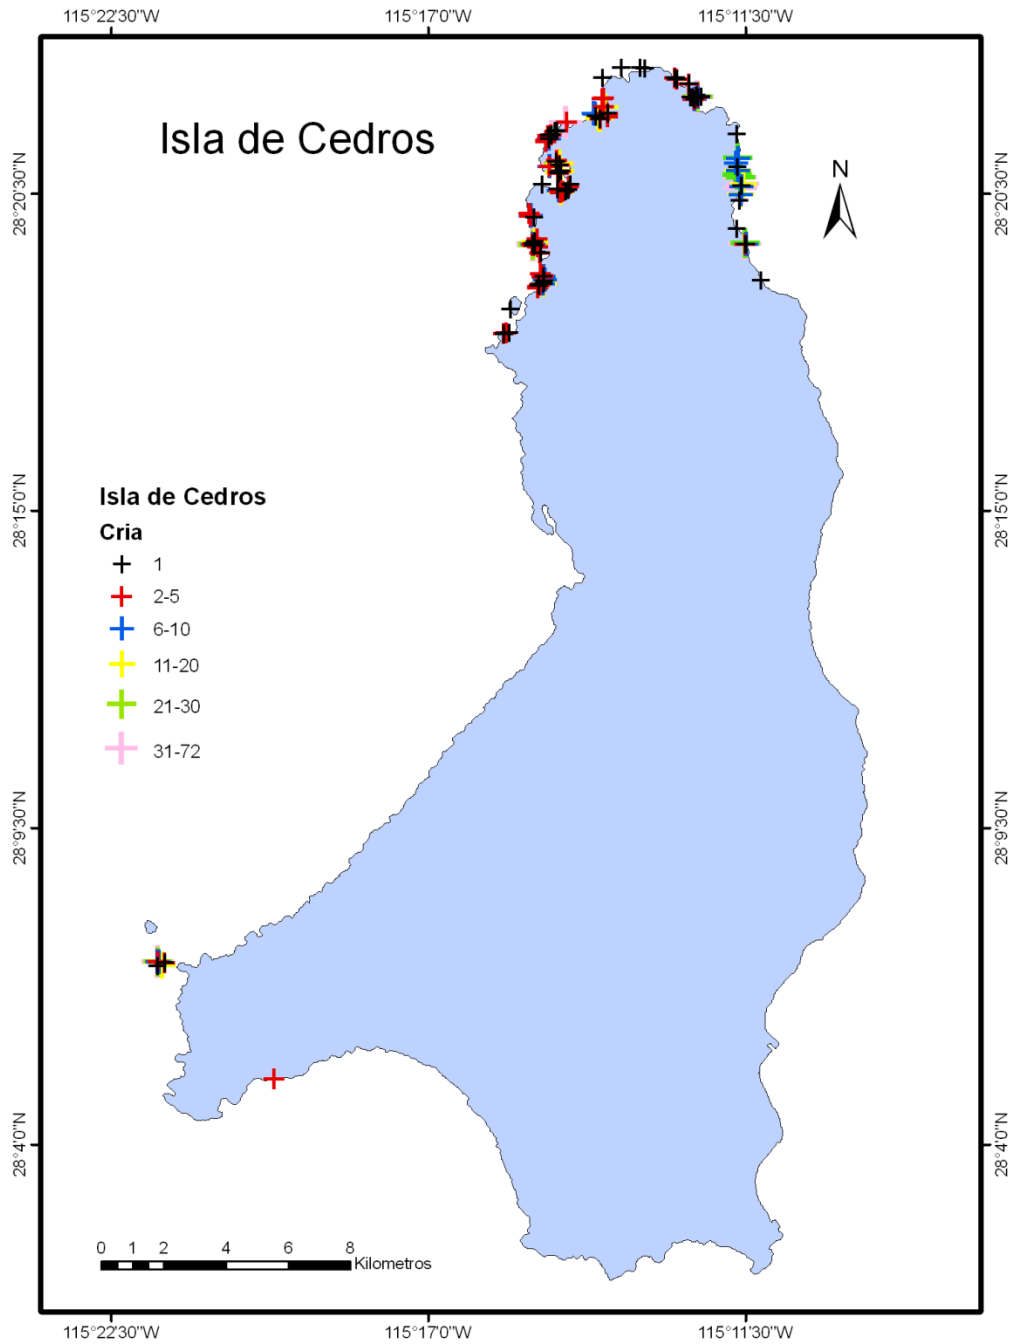 115°22'30"W 115°17'0"W 115°11'30"W
Isla de Cedros
N
28°20'30"N 28°20'30"N
28°15'0"N 28°15'0"N
Isla de Cedros
Cria
1
2-5
6-10
11-20
21-30
31-72
28°9'30"N 28°9'30"N
28°4'0"N 28°4'0"N
0 1 2 4 6 8
Kilometros
115°22'30"W 115°17'0"W 115°11'30"W